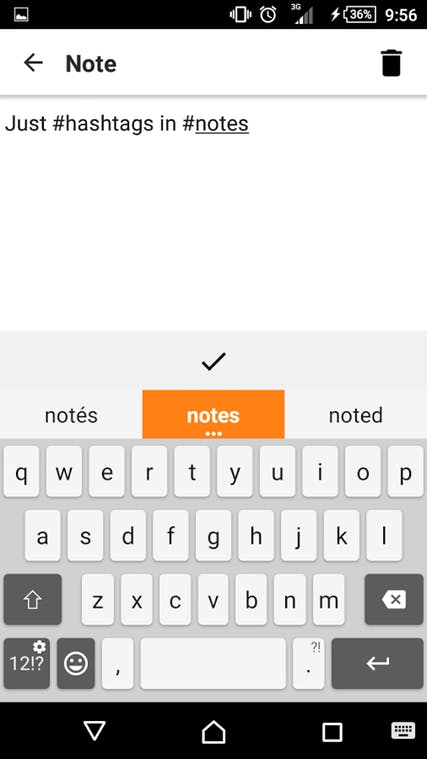 3G 36% 9:56
Note
Just #hashtags in #notes
notés notes noted
q w e r t y u i o p
a s d f g h j k l
z x c v b n m
12!? , ?! .